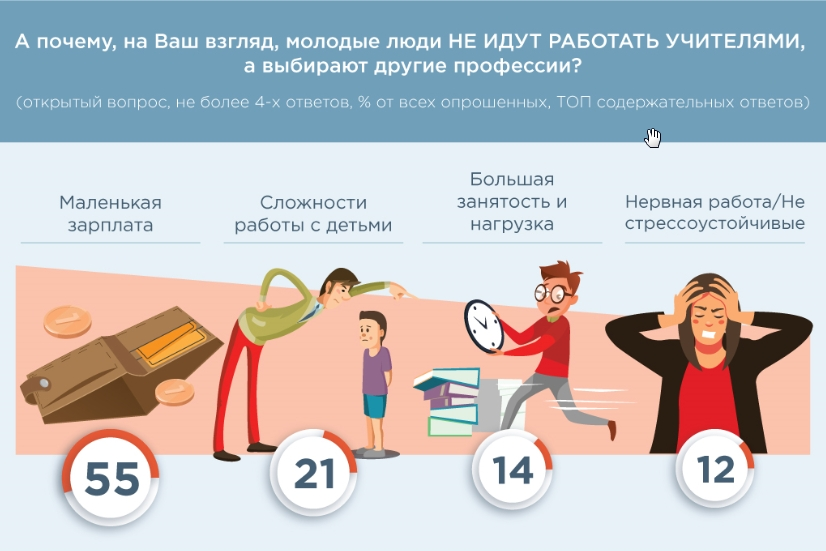 А почему, на Ваш взгляд, молодые люди НЕ ИДУТ РАБОТАТЬ УЧИТЕЛЯМИ,
а выбирают другие профессии?
(открытый вопрос, не более 4-х ответов, % от всех опрошенных, ТОП содержательных ответов)
Маленькая
зарплата
Сложности
работы с детьми
Большая
занятость и
нагрузка
Нервная работа/Не
стрессоустойчивые
55
21
14
12